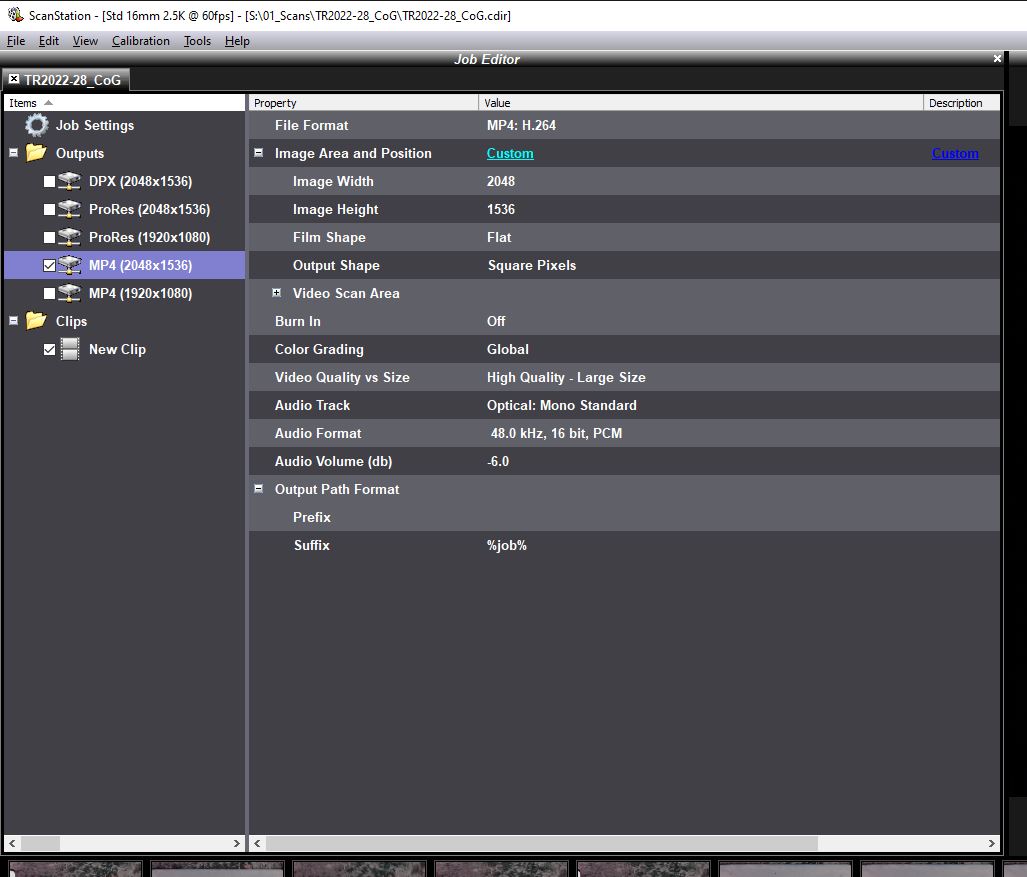 ScanStation - [Std 16mm 2.5K @ 60fps] - [S:\01_Scans\TR2022-28_CoG\TR2022-28_CoG.cdir]
File Edit View Calibration Tools Help
Job Editor
TR2022-28_CoG
Items Property Value Description
Job Settings
Outputs
DPX (2048x1536)
ProRes (2048x1536)
ProRes (1920x1080)
MP4 (2048x1536)
MP4 (1920x1080)
Clips
New Clip
File Format MP4: H.264
Image Area and Position Custom Custom
Image Width 2048
Image Height 1536
Film Shape Flat
Output Shape Square Pixels
Video Scan Area
Burn In Off
Color Grading Global
Video Quality vs Size High Quality - Large Size
Audio Track Optical: Mono Standard
Audio Format 48.0 kHz, 16 bit, PCM
Audio Volume (db) -6.0
Output Path Format
Prefix
Suffix %job%